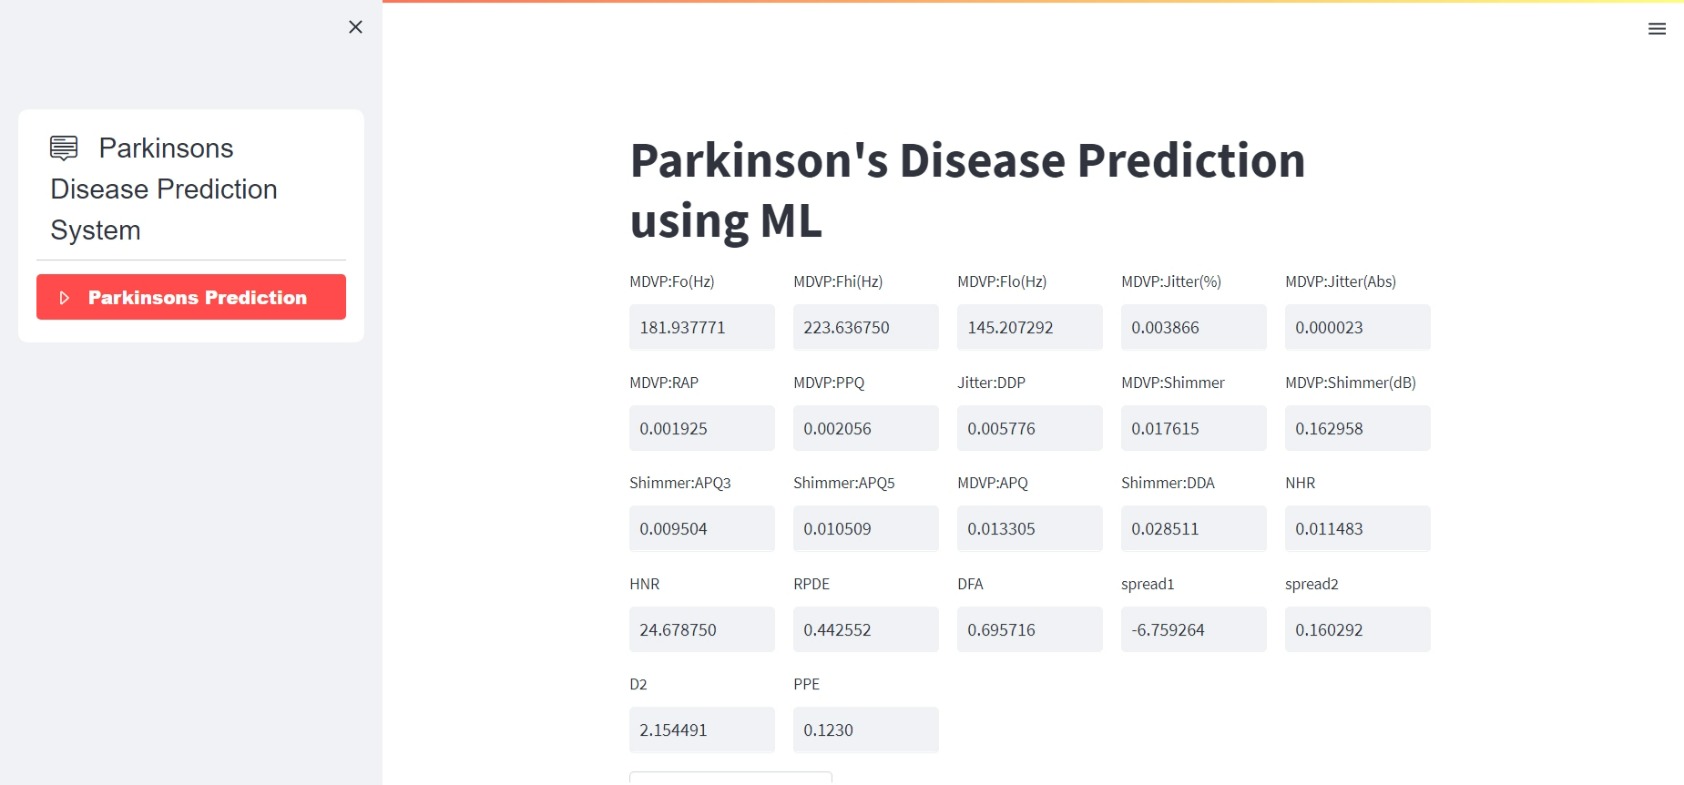 Parkinsons
Disease Prediction
System
Parkinsons Prediction
Parkinson's Disease Prediction
using ML
MDVP:Fo(Hz) MDVP:Fhi(Hz) MDVP:Flo(Hz) MDVP:Jitter(%) MDVP:Jitter(Abs)
181.937771 223.636750 145.207292 0.003866 0.000023
MDVP:RAP MDVP:PPQ Jitter:DDP MDVP:Shimmer MDVP:Shimmer(dB)
0.001925 0.002056 0.005776 0.017615 0.162958
Shimmer:APQ3 Shimmer:APQ5 MDVP:APQ Shimmer:DDA NHR
0.009504 0.010509 0.013305 0.028511 0.011483
HNR RPDE DFA spread1 spread2
24.678750 0.442552 0.695716 -6.759264 0.160292
D2 PPE
2.154491 0.1230